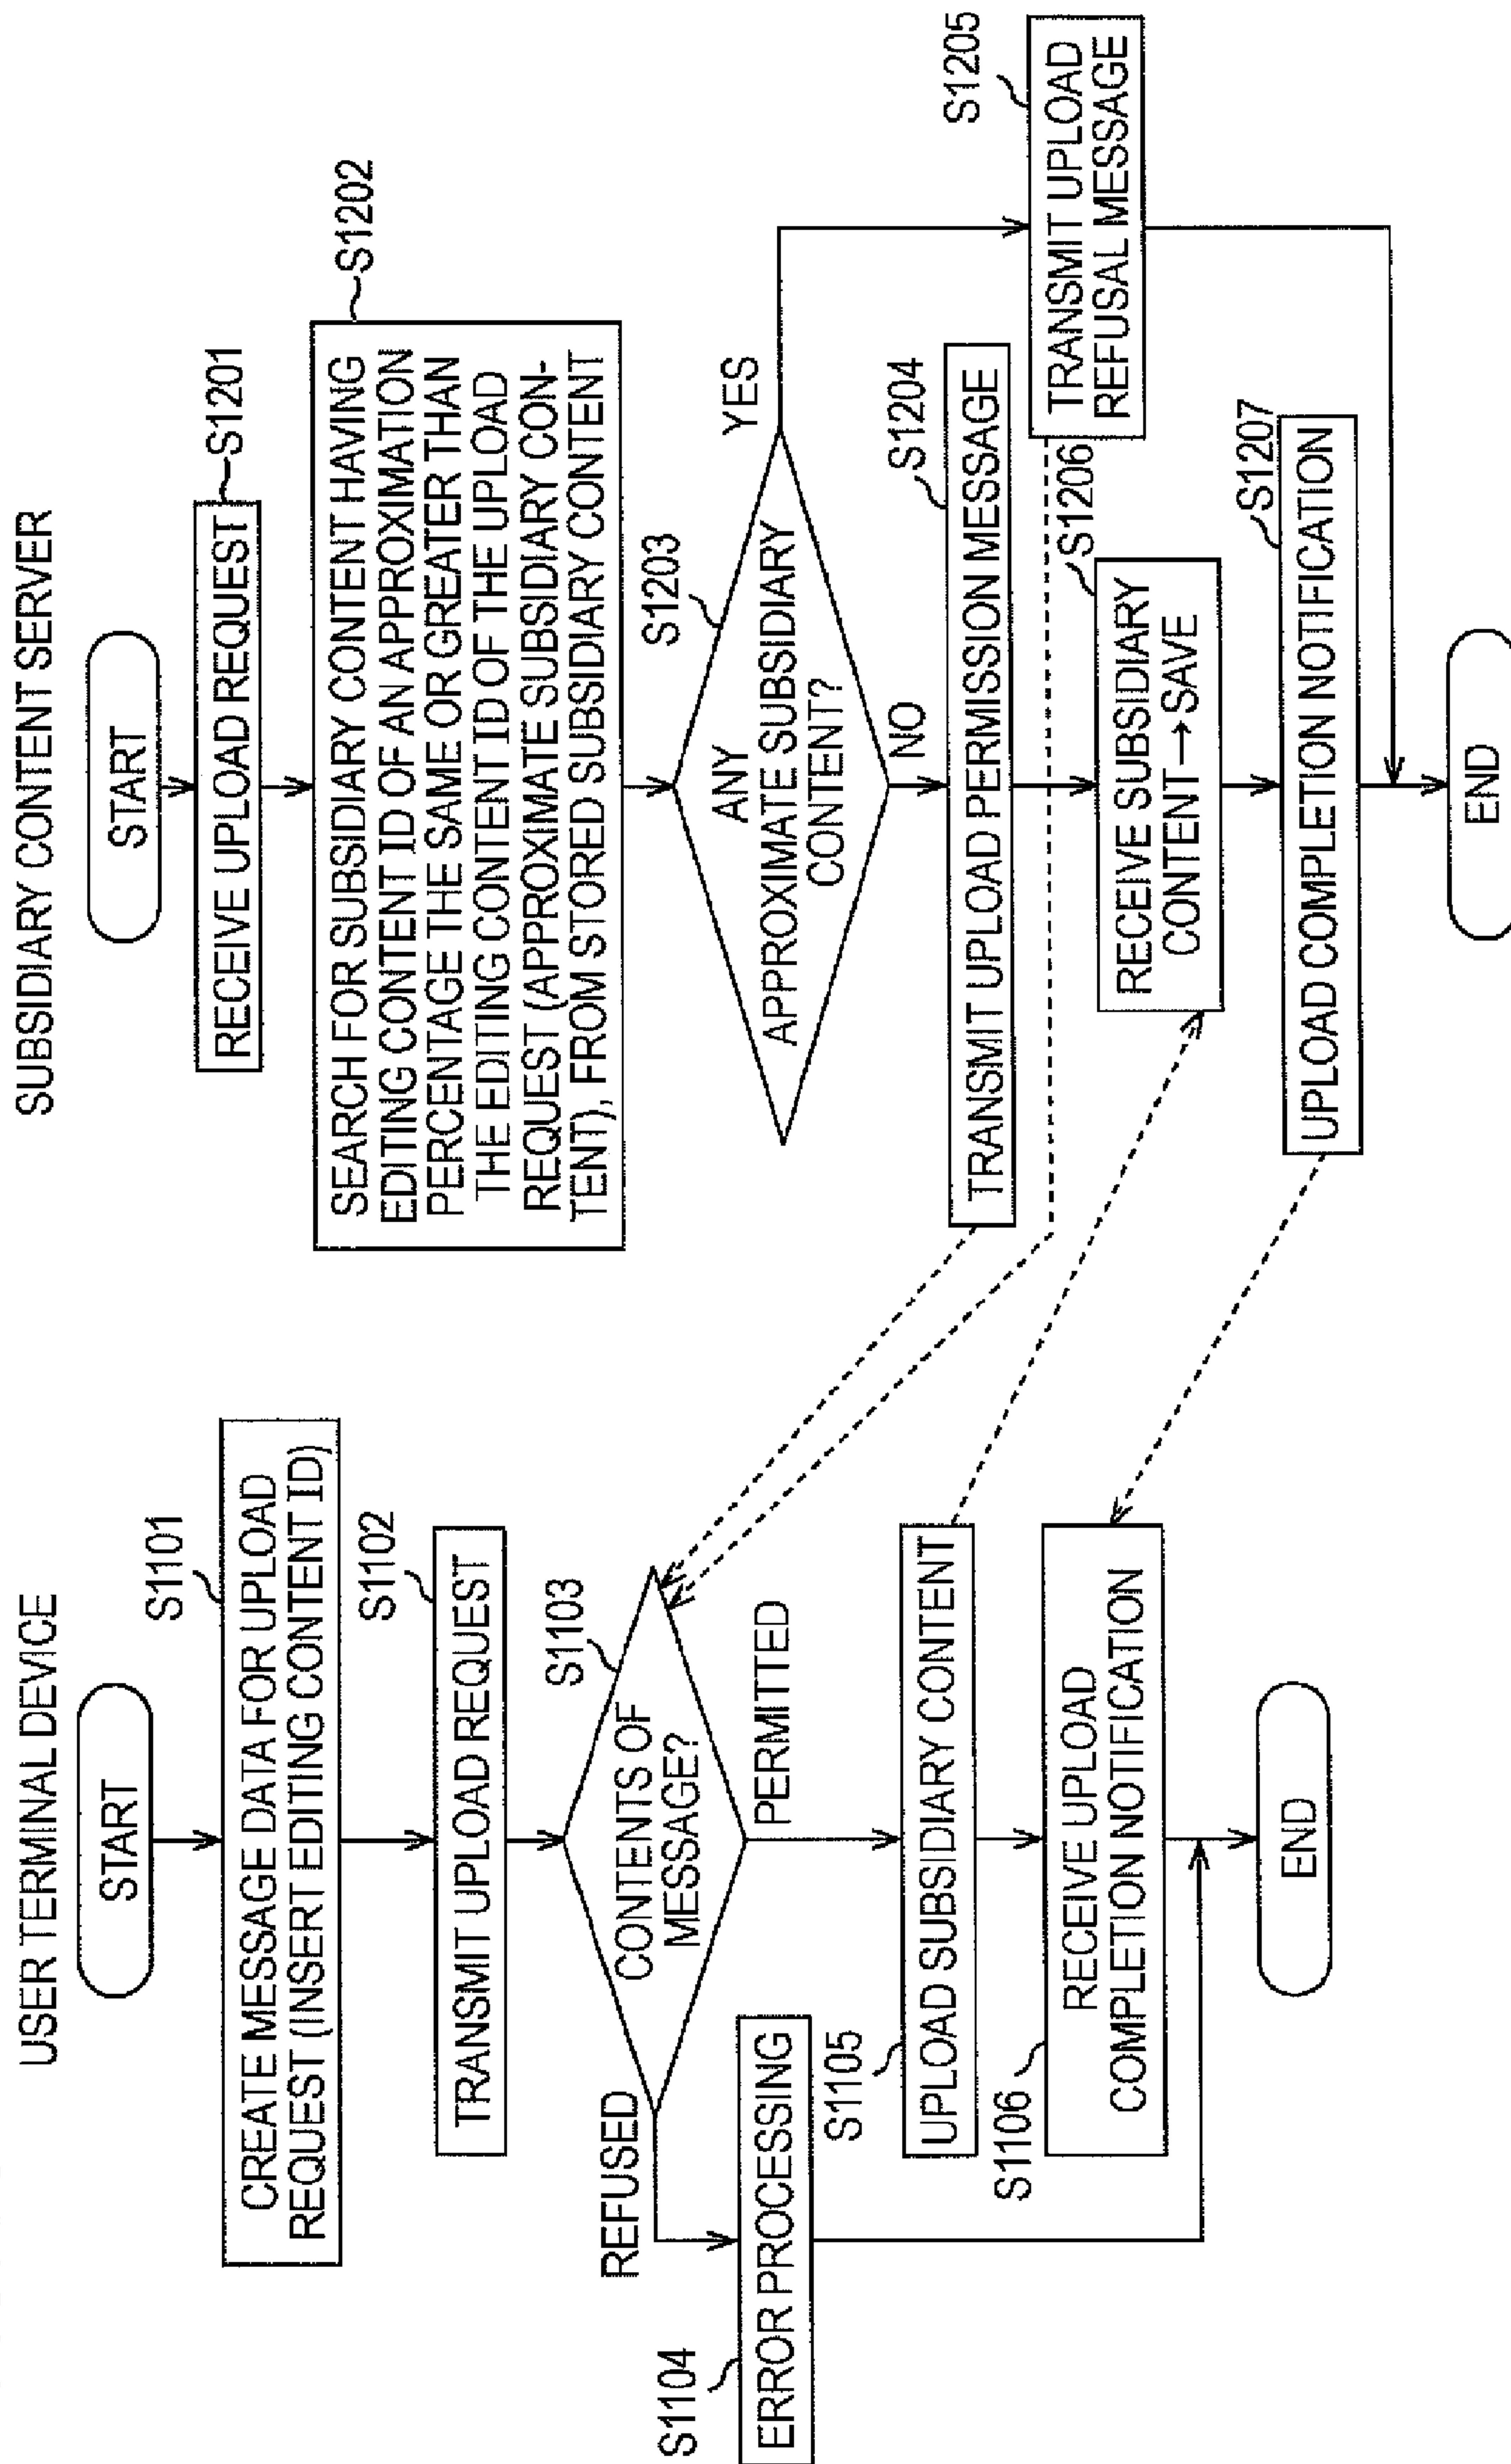 USER TERMINAL DEVICE
START
S1101
CREATE MESSAGE DATA FOR UPLOAD
REQUEST (INSERT EDITING CONTENT ID)
S1102
TRANSMIT UPLOAD REQUEST
S1103
CONTENTS OF
MESSAGE?
REFUSED
PERMITTED
S1104
ERROR PROCESSING
S1105
UPLOAD SUBSIDIARY CONTENT
S1106
RECEIVE UPLOAD
COMPLETION NOTIFICATION
END
SUBSIDIARY CONTENT SERVER
START
S1201
RECEIVE UPLOAD REQUEST
S1202
SEARCH FOR SUBSIDIARY CONTENT HAVING
EDITING CONTENT ID OF AN APPROXIMATION
PERCENTAGE THE SAME OR GREATER THAN
THE EDITING CONTENT ID OF THE UPLOAD
REQUEST (APPROXIMATE SUBSIDIARY CON-
TENT), FROM STORED SUBSIDIARY CONTENT
S1203
ANY
APPROXIMATE SUBSIDIARY
CONTENT?
YES
NO
S1204
TRANSMIT UPLOAD PERMISSION MESSAGE
S1205
TRANSMIT UPLOAD
REFUSAL MESSAGE
S1206
RECEIVE SUBSIDIARY
CONTENT→SAVE
S1207
UPLOAD COMPLETION NOTIFICATION
END